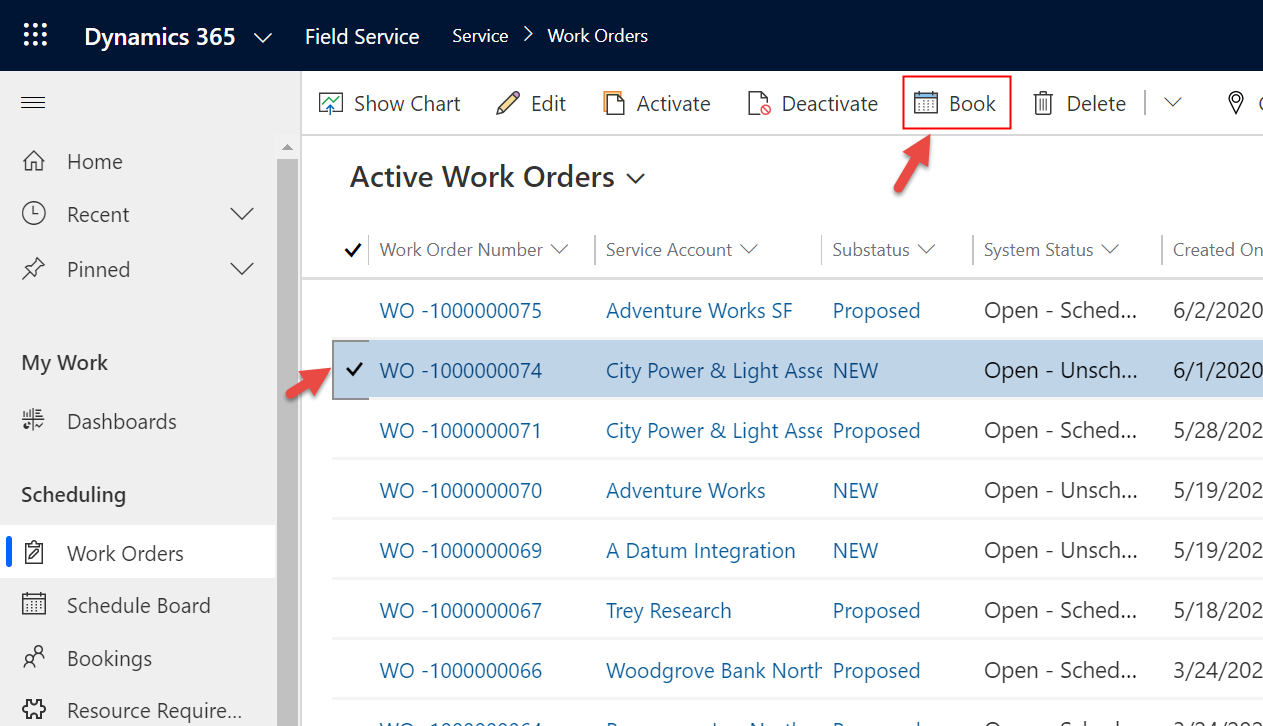 Dynamics 365 Field Service Service Work Orders
Show Chart Edit Activate Deactivate Book Delete
Home
Recent
Pinned
My Work
Dashboards
Scheduling
Work Orders
Schedule Board
Bookings
Resource Require...
Active Work Orders
Work Order Number Service Account Substatus System Status Created On
WO -1000000075 Adventure Works SF Proposed Open - Sched... 6/2/2020
WO -1000000074 City Power & Light Asse NEW Open - Unsch... 6/1/2020
WO -1000000071 City Power & Light Asse Proposed Open - Sched... 5/28/202
WO -1000000070 Adventure Works NEW Open - Unsch... 5/19/202
WO -1000000069 A Datum Integration NEW Open - Unsch... 5/19/202
WO -1000000067 Trey Research Proposed Open - Sched... 5/18/202
WO -1000000066 Woodgrove Bank North Proposed Open - Sched... 3/24/202